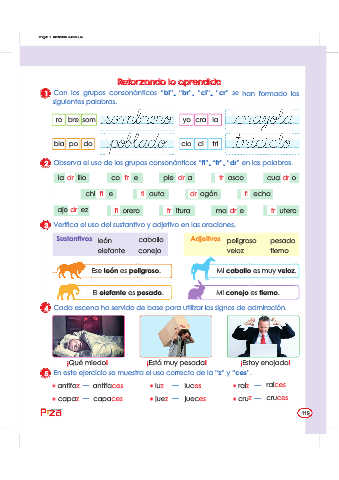 Reforzando lo aprendido
1 Con los grupos consonánticos "bl", "br", "cl", "cr" se han formado las
siguientes palabras.
ro bre som sombrero yo cra la crayola
bla po do poblado clo ci tri triciclo
2 Observa el uso de los grupos consonánticos "fl", "fr", "dr" en las palabras.
la dr illo co fr e pie dr a fr asco cua dr o
chi fl e fl auta dr agón fl echa
aje dr ez fl orero fr itura ma dr e fr utera
3 Verifica el uso del sustantivo y adjetivo en las oraciones.
Sustantivos león caballo Adjetivos peligroso pesado
elefante conejo veloz tierno
Ese león es peligroso. Mi caballo es muy veloz.
El elefante es pesado. Mi conejo es tierno.
4 Cada escena ha servido de base para utilizar los signos de admiración.
¡Qué miedo! ¡Está muy pesada! ¡Estoy enojado!
5 En este ejercicio se muestra el uso correcto de la "z" y "ces".
antifaz — antifaces luz — luces raíz — raíces
capaz — capaces juez — jueces cruz — cruces
119